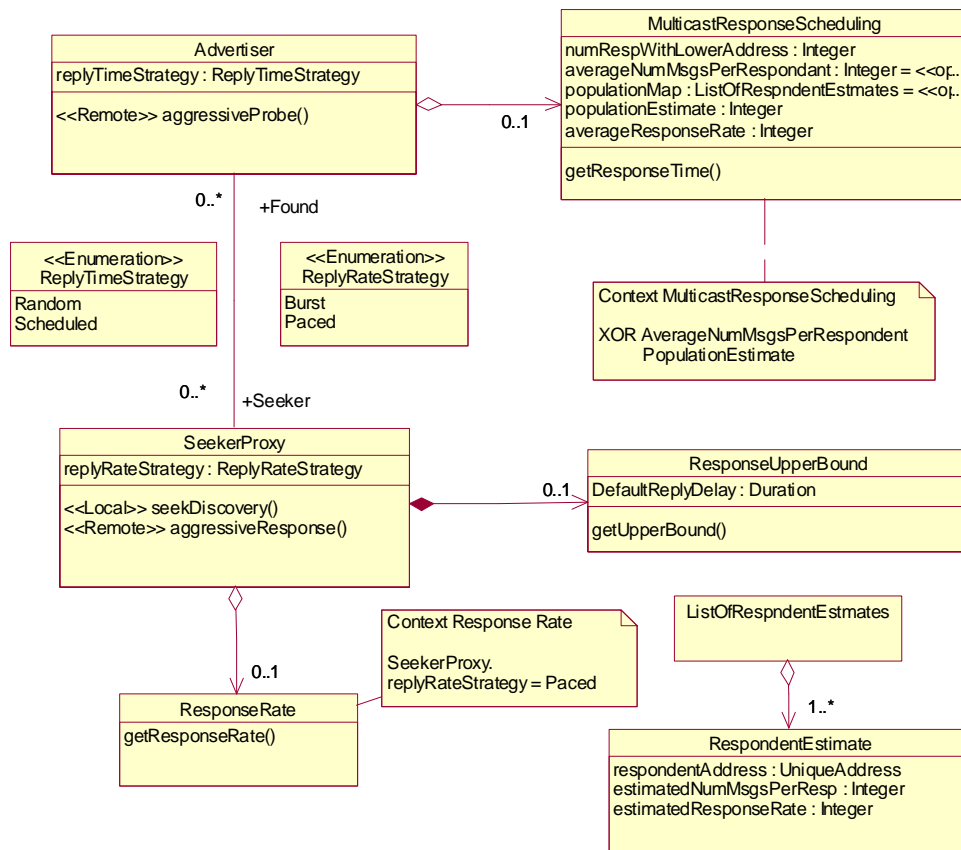 Advertiser
replyTimeStrategy : ReplyTimeStrategy
<<Remote>> aggressiveProbe()
MulticastResponseScheduling
numRespWithLowerAddress : Integer
averageNumMsgsPerRespondant : Integer = <<op...
populationMap : ListOfRespndentEstmates = <<op...
populationEstimate : Integer
averageResponseRate : Integer
getResponseTime()
0..1
0..*
+Found
<<Enumeration>>
ReplyTimeStrategy
Random
Scheduled
<<Enumeration>>
ReplyRateStrategy
Burst
Paced
Context MulticastResponseScheduling
XOR AverageNumMsgsPerRespondent
PopulationEstimate
0..*
+Seeker
SeekerProxy
replyRateStrategy : ReplyRateStrategy
<<Local>> seekDiscovery()
<<Remote>> aggressiveResponse()
0..1
ResponseUpperBound
DefaultReplyDelay : Duration
getUpperBound()
0..1
Context Response Rate
SeekerProxy.
replyRateStrategy = Paced
ResponseRate
getResponseRate()
ListOfRespndentEstmates
1..*
RespondentEstimate
respondentAddress : UniqueAddress
estimatedNumMsgsPerResp : Integer
estimatedResponseRate : Integer